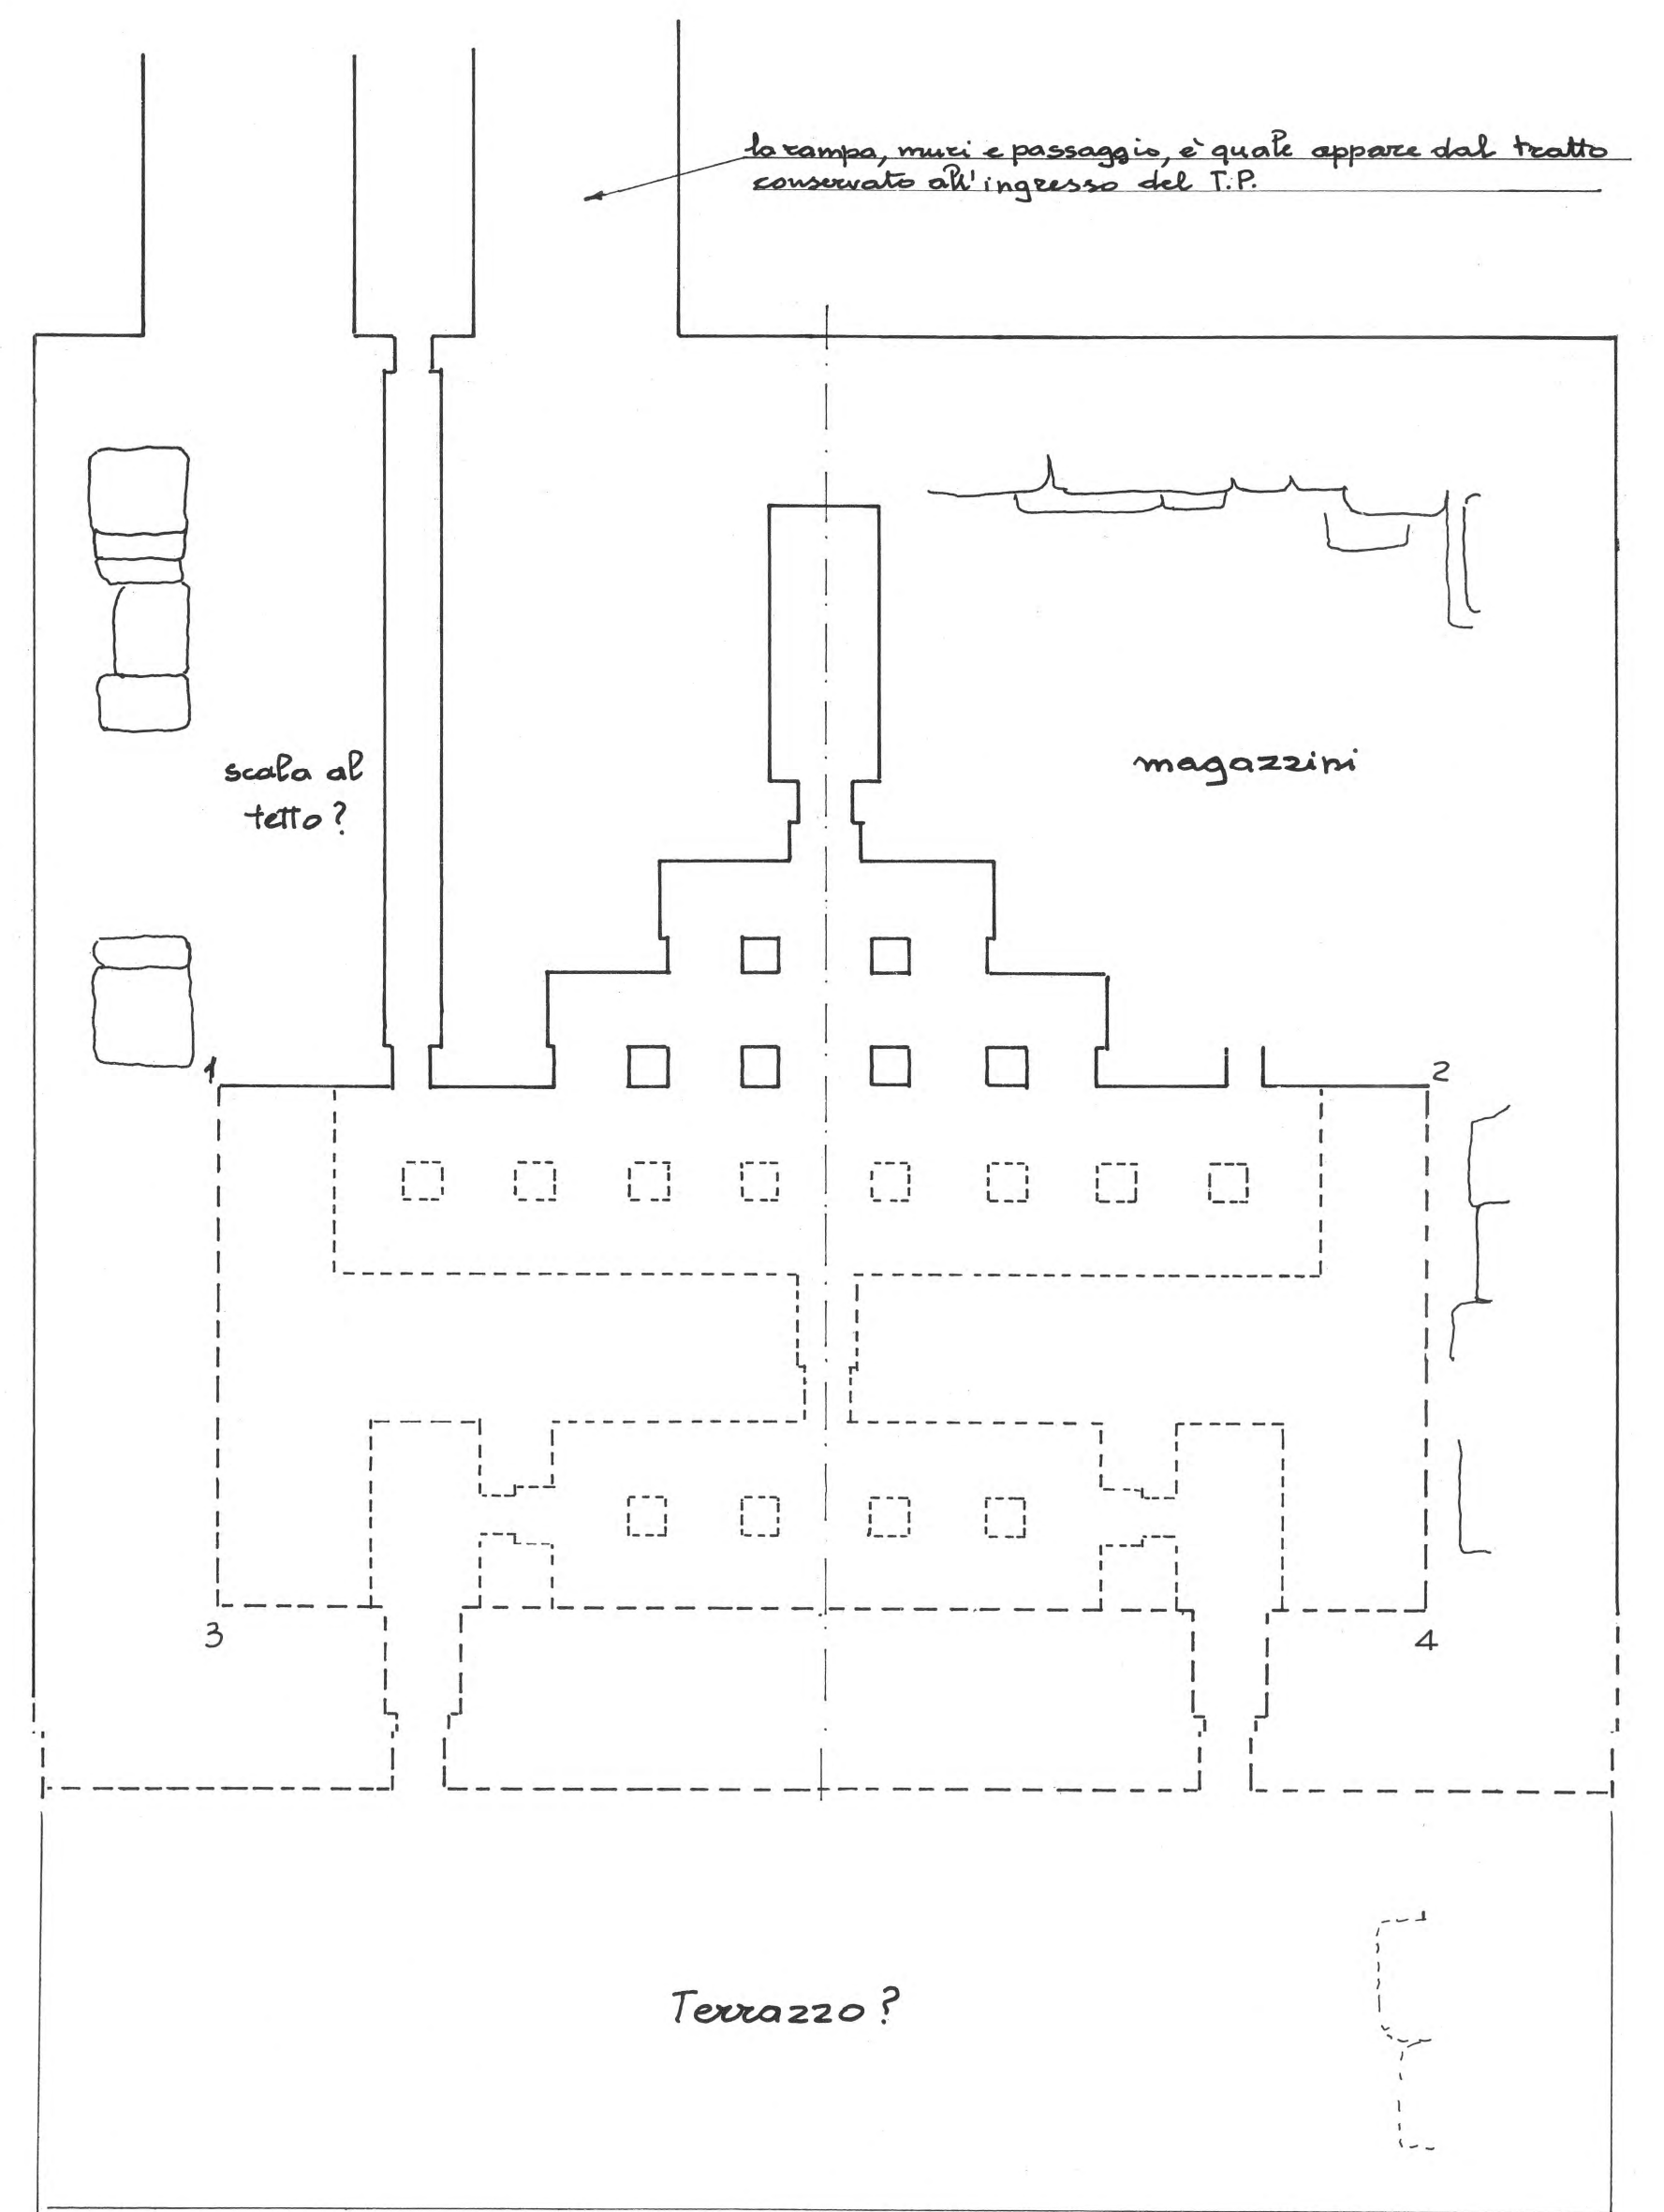 la rampa, muri e passaggio, è quale appare dal tratto
conservato all'ingresso del T.P.
scala al
tetto?
magazzini
1
2
3
4
Terrazzo?